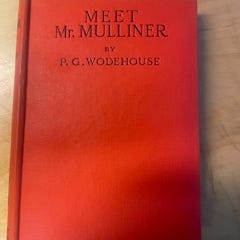 MEET
Mr. MULLINER
BY
P. G. WODEHOUSE